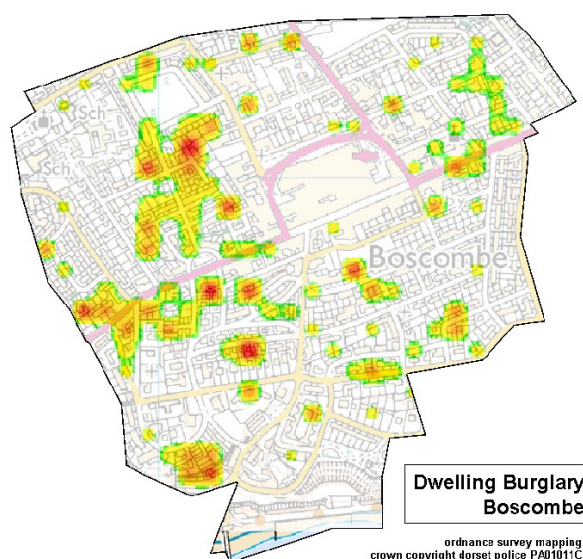 Sch
Sch
Boscombe
Dwelling Burglary
Boscombe
ordnance survey mapping
crown copyright dorset police PA01011C